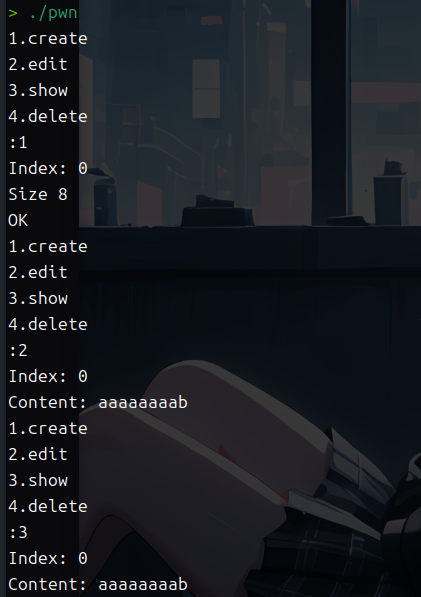 > ./pwn
1.create
2.edit
3.show
4.delete
:1
Index: 0
Size 8
OK
1.create
2.edit
3.show
4.delete
:2
Index: 0
Content: aaaaaaaab
1.create
2.edit
3.show
4.delete
:3
Index: 0
Content: aaaaaaaab